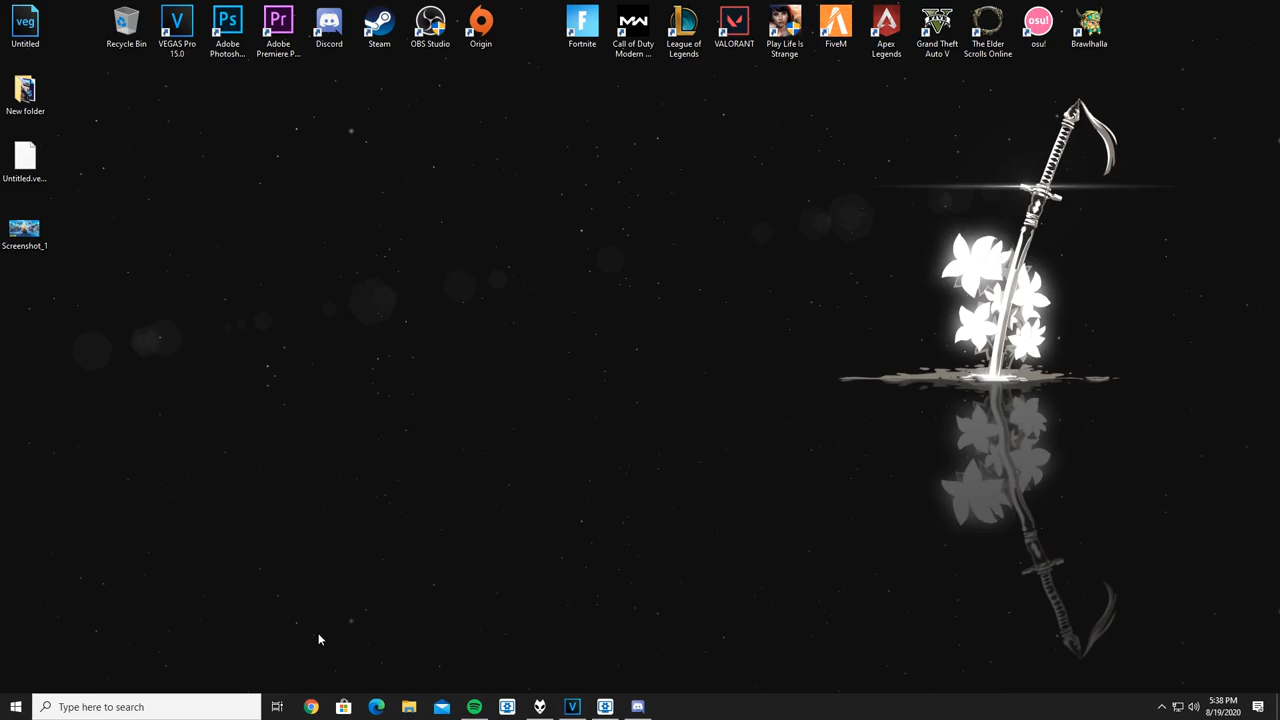 veg
Ps
Pr
F
MW
osu!
Untitled
Recycle Bin
VEGAS Pro
15.0
Adobe
Photosh...
Adobe
Premiere P...
Discord
Steam
OBS Studio
Origin
Fortnite
Call of Duty
Modern ...
League of
Legends
VALORANT
Play Life Is
Strange
FiveM
Apex
Legends
Grand Theft
Auto V
The Elder
Scrolls Online
osu!
Brawlhalla
New folder
Untitled.ve...
Screenshot_1
Type here to search
5:38 PM
8/19/2020